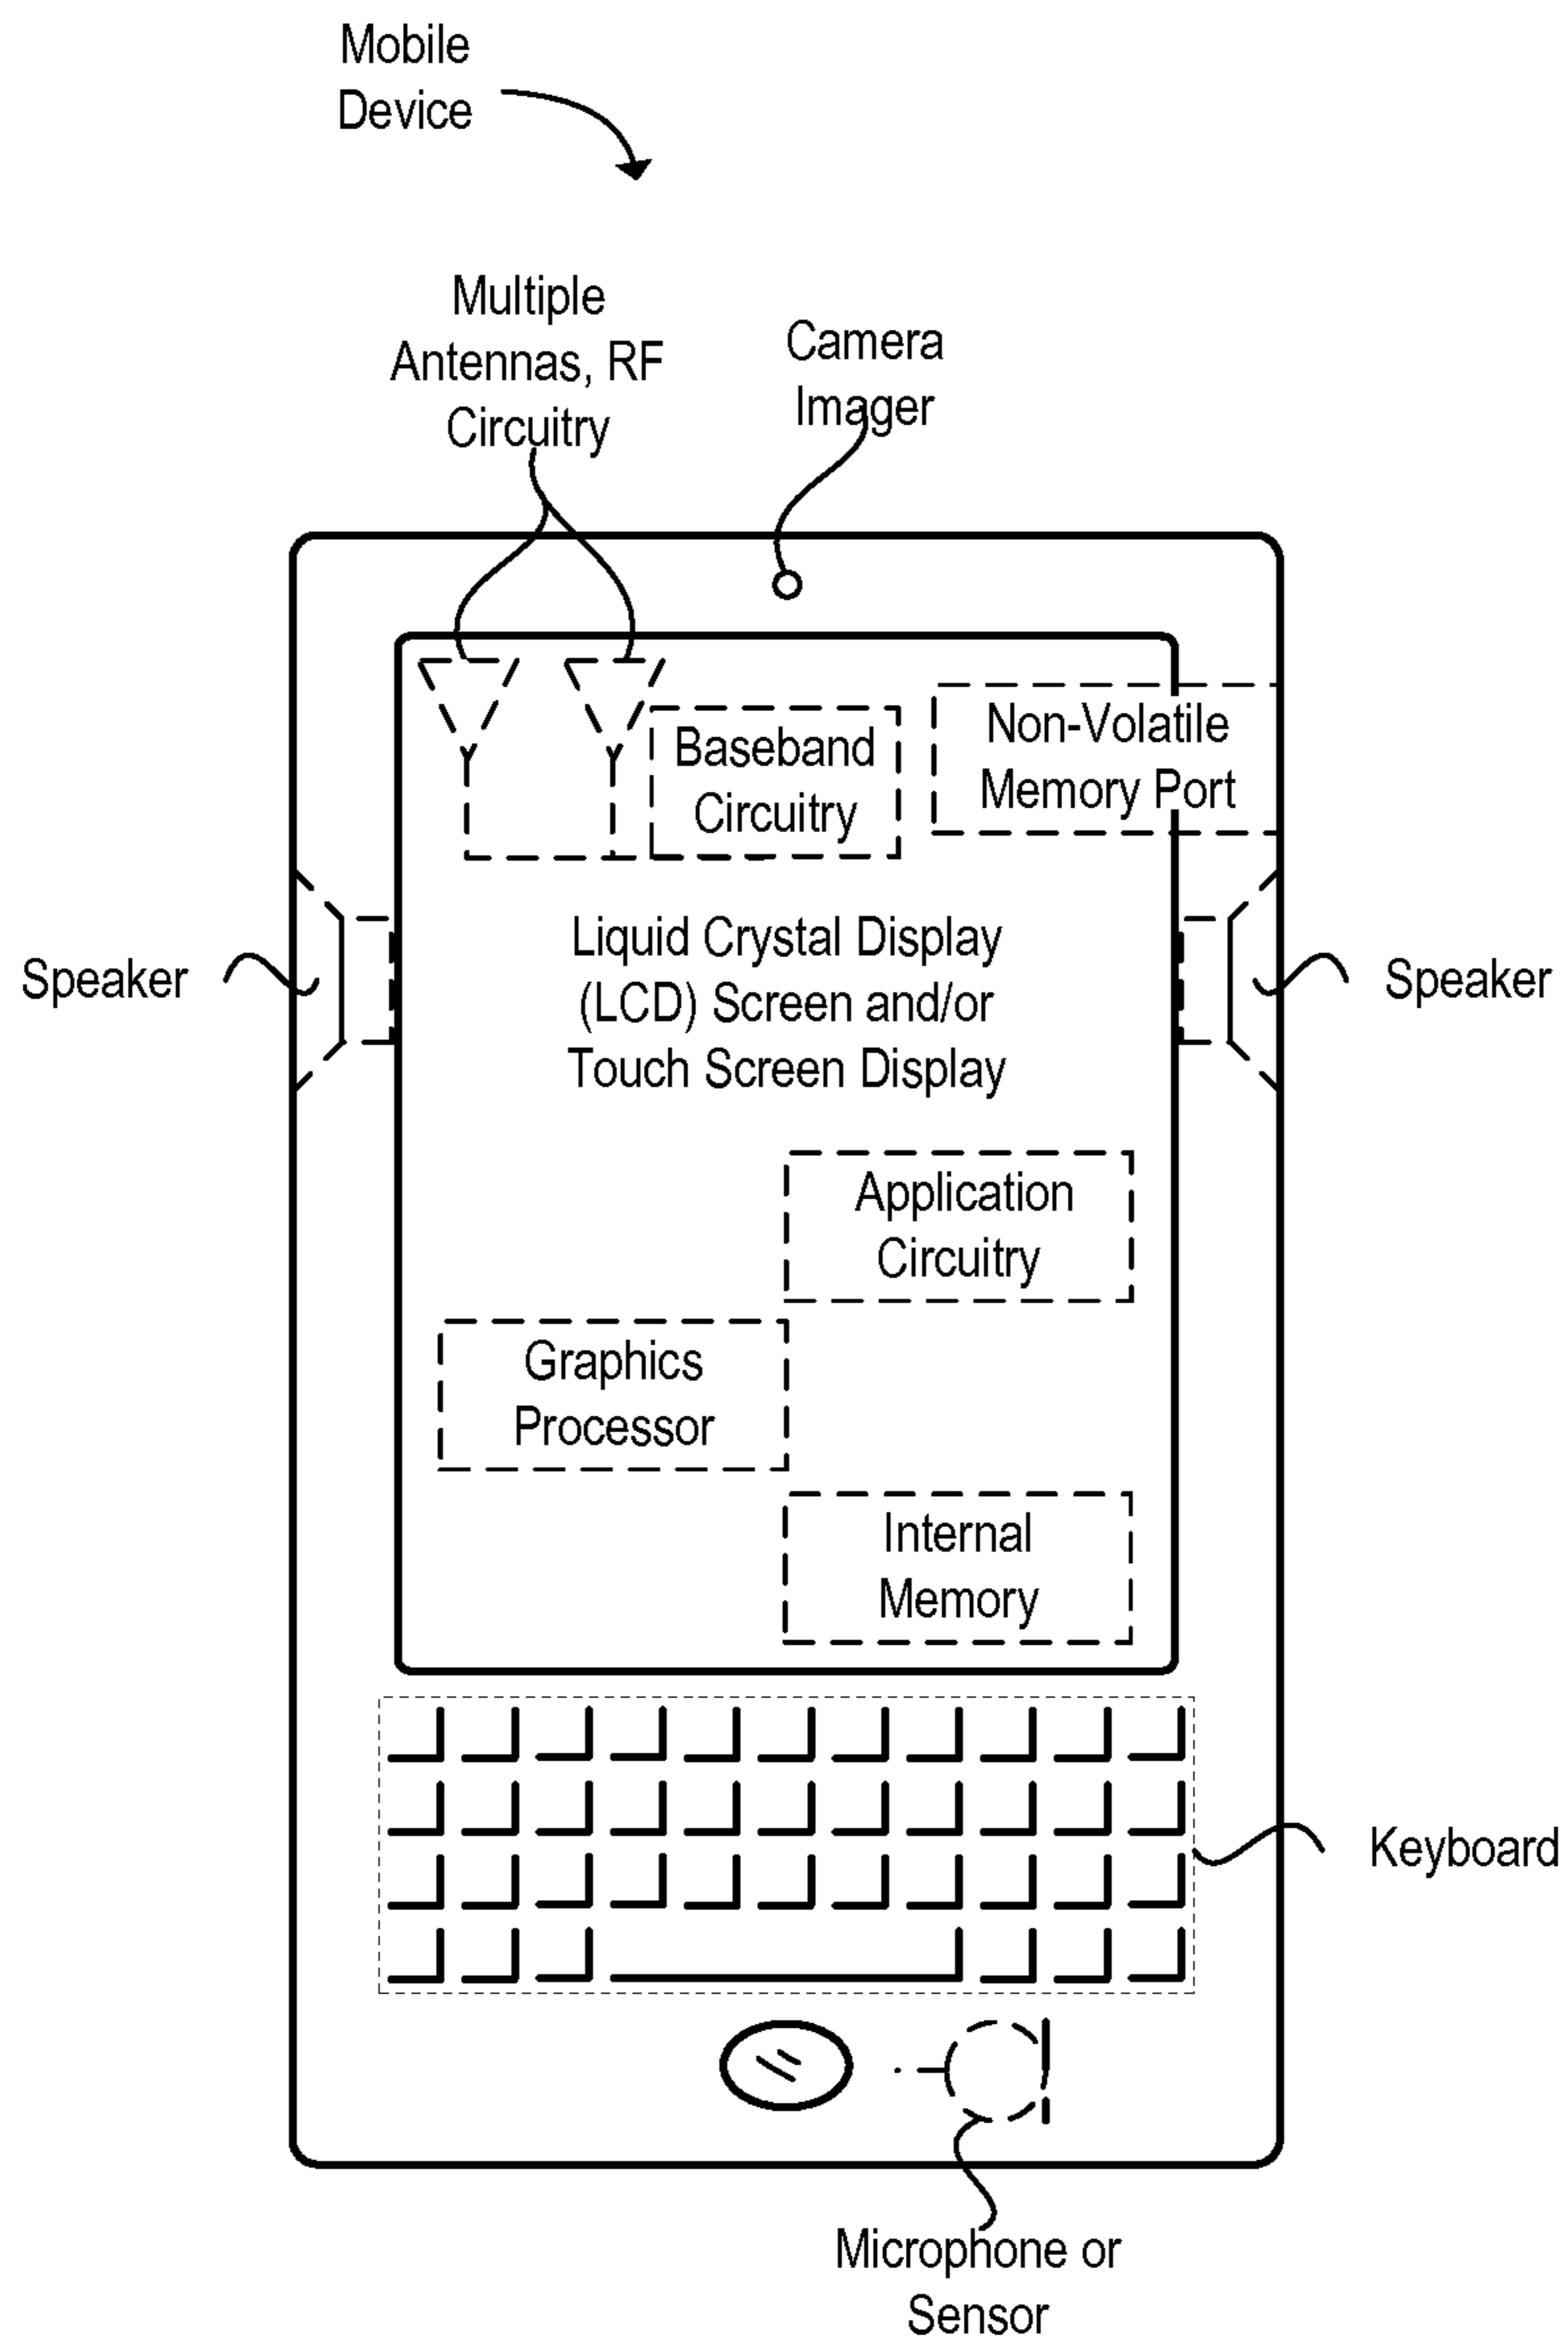 Mobile
Device
Multiple
Antennas, RF
Circuitry
Camera
Imager
Baseband
Circuitry
Non-Volatile
Memory Port
Speaker
Liquid Crystal Display
(LCD) Screen and/or
Touch Screen Display
Speaker
Application
Circuitry
Graphics
Processor
Internal
Memory
Keyboard
Microphone or
Sensor